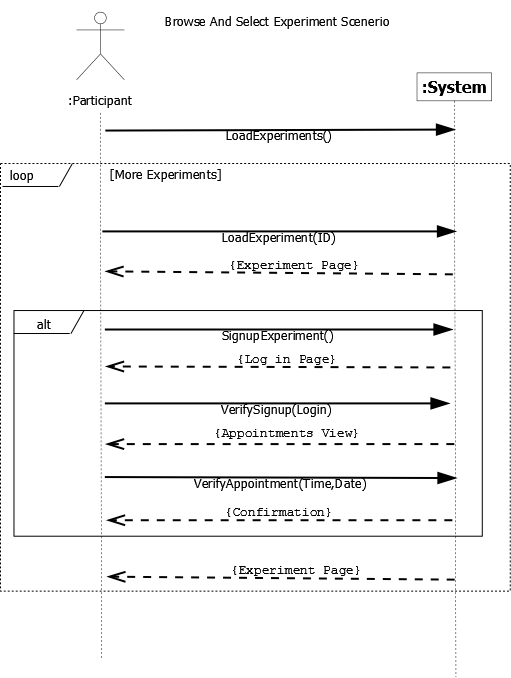 Browse And Select Experiment Scenerio
:Participant
:System
LoadExperiments()
loop
[More Experiments]
LoadExperiment(ID)
{Experiment Page}
alt
SignupExperiment()
{Log in Page}
VerifySignup(Login)
{Appointments View}
VerifyAppointment(Time,Date)
{Confirmation}
{Experiment Page}